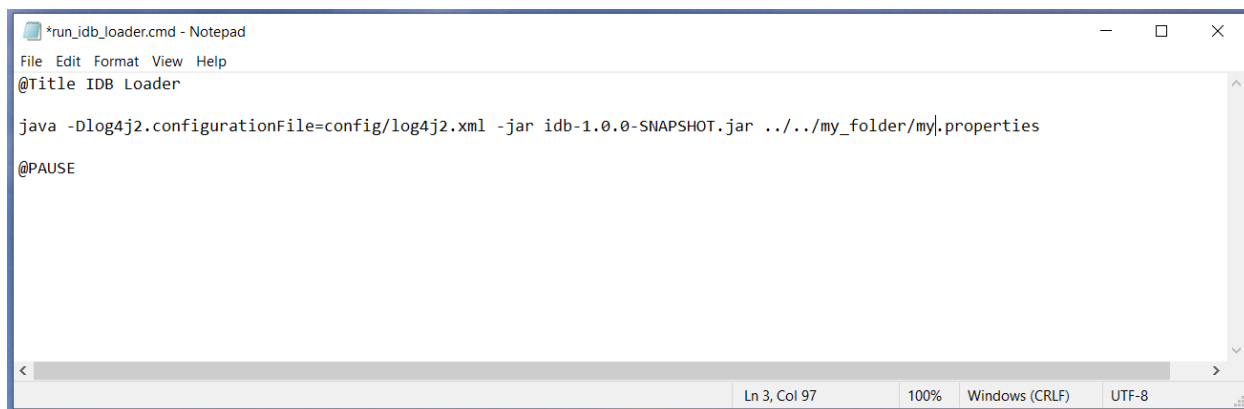 *run_idb_loader.cmd - Notepad
File Edit Format View Help
@Title IDB Loader
java -Dlog4j2.configurationFile=config/log4j2.xml -jar idb-1.0.0-SNAPSHOT.jar ../../my_folder/my.properties
@PAUSE
Ln 3, Col 97 100% Windows (CRLF) UTF-8